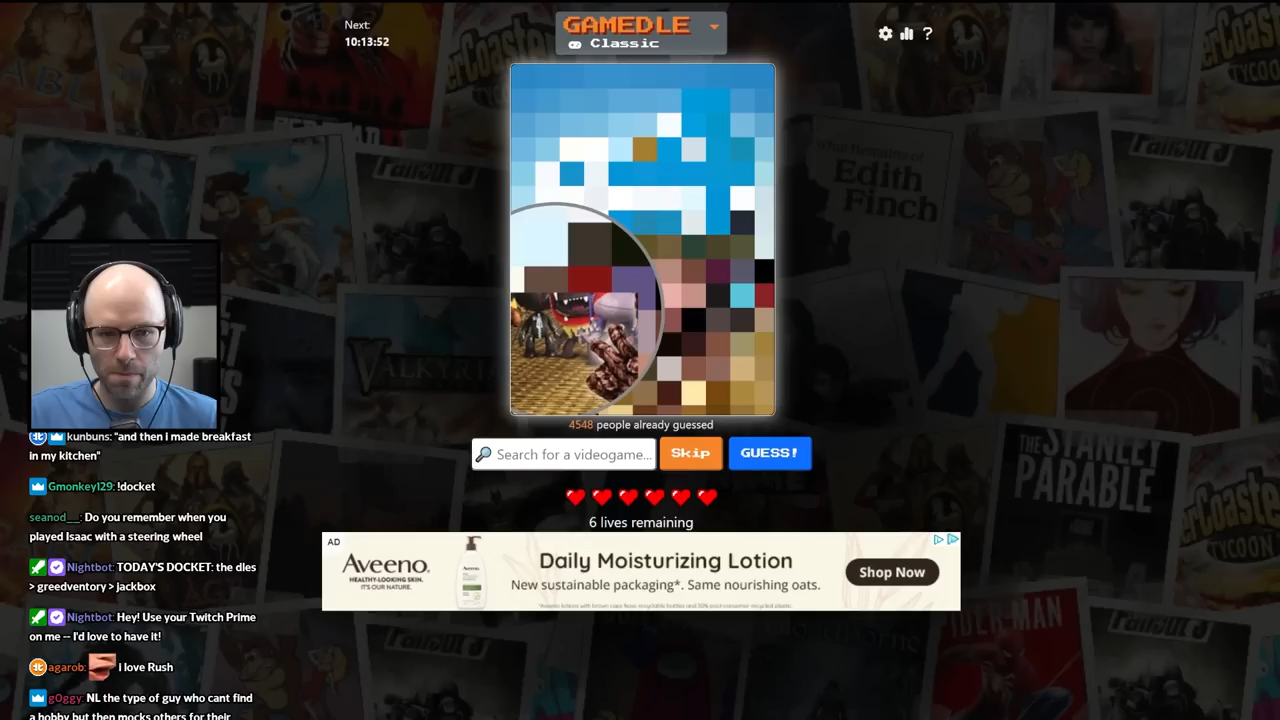 Next:
10:13:52
GAMEDLE
Classic
What Remains of
Edith
Finch
VALKYRIA
THE STANLEY
PARABLE
4548 people already guessed
Search for a videogame...
Skip
GUESS!
6 lives remaining
AD
Aveeno.
HEALTHY-LOOKING SKIN.
IT'S OUR NATURE.
Daily Moisturizing Lotion
New sustainable packaging*. Same nourishing oats.
Shop Now
kunbuns: "and then i made breakfast
in my kitchen"
Gmonkey129: !docket
seanod__: Do you remember when you
played Isaac with a steering wheel
Nightbot: TODAY'S DOCKET: the dles
> greedventory > jackbox
Nightbot: Hey! Use your Twitch Prime
on me -- I'd love to have it!
agarob: I love Rush
g0ggy: NL the type of guy who cant find
a hobby but then mocks others for their